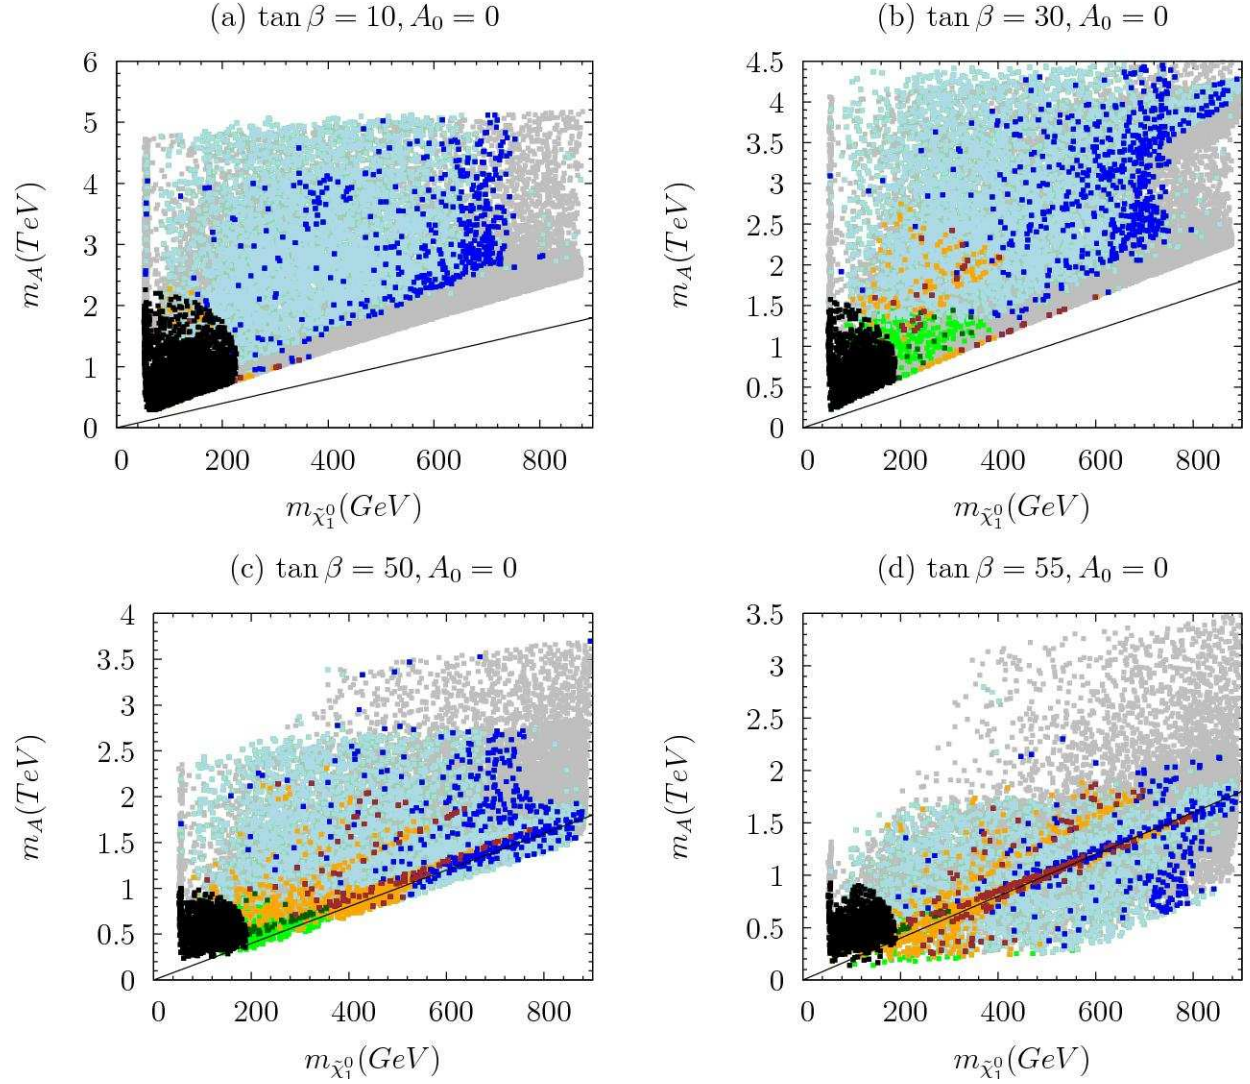 (a) tan β = 10, A₀ = 0
m_A(TeV)
6
5
4
3
2
1
0
0 200 400 600 800
m_χ̃₁⁰(GeV)
(b) tan β = 30, A₀ = 0
m_A(TeV)
4.5
4
3.5
3
2.5
2
1.5
1
0.5
0
0 200 400 600 800
m_χ̃₁⁰(GeV)
(c) tan β = 50, A₀ = 0
m_A(TeV)
4
3.5
3
2.5
2
1.5
1
0.5
0
0 200 400 600 800
m_χ̃₁⁰(GeV)
(d) tan β = 55, A₀ = 0
m_A(TeV)
3.5
3
2.5
2
1.5
1
0.5
0
0 200 400 600 800
m_χ̃₁⁰(GeV)